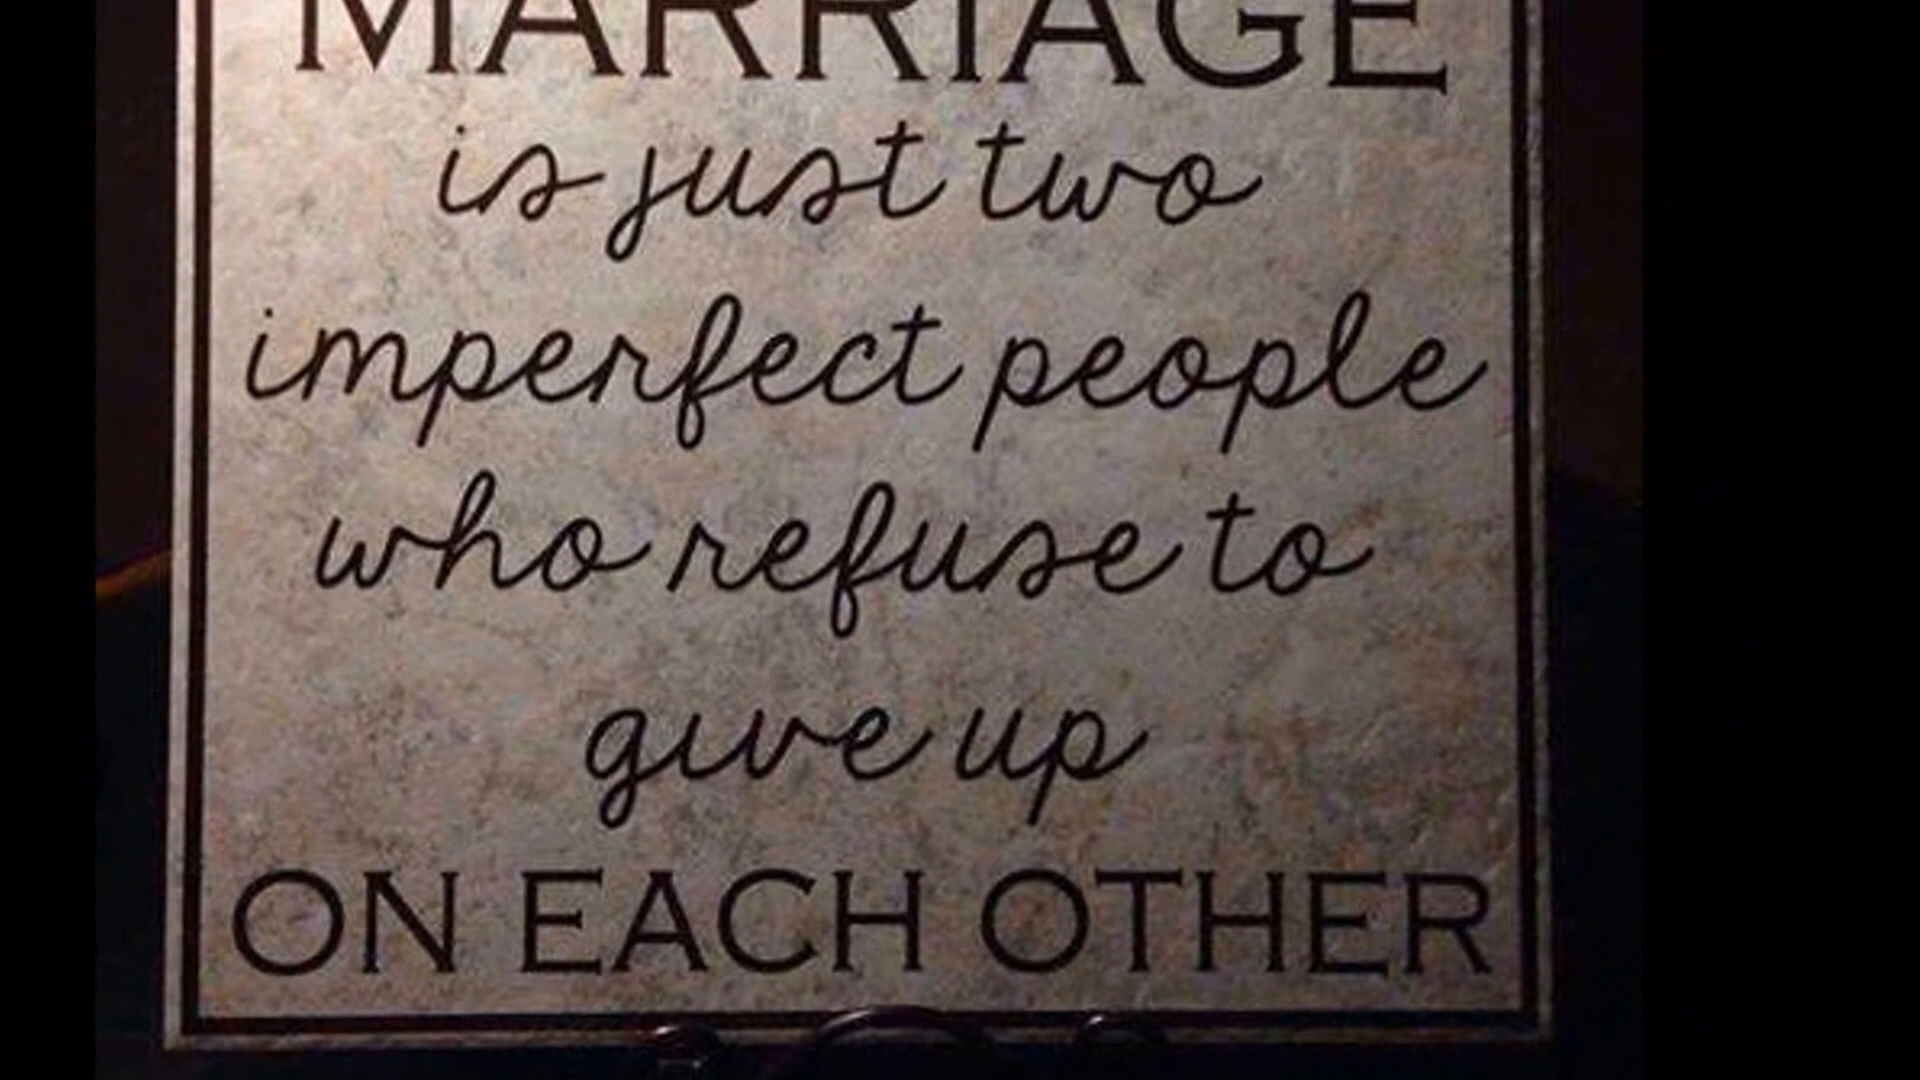 MARRIAGE
is just two
imperfect people
who refuse to
give up
ON EACH OTHER